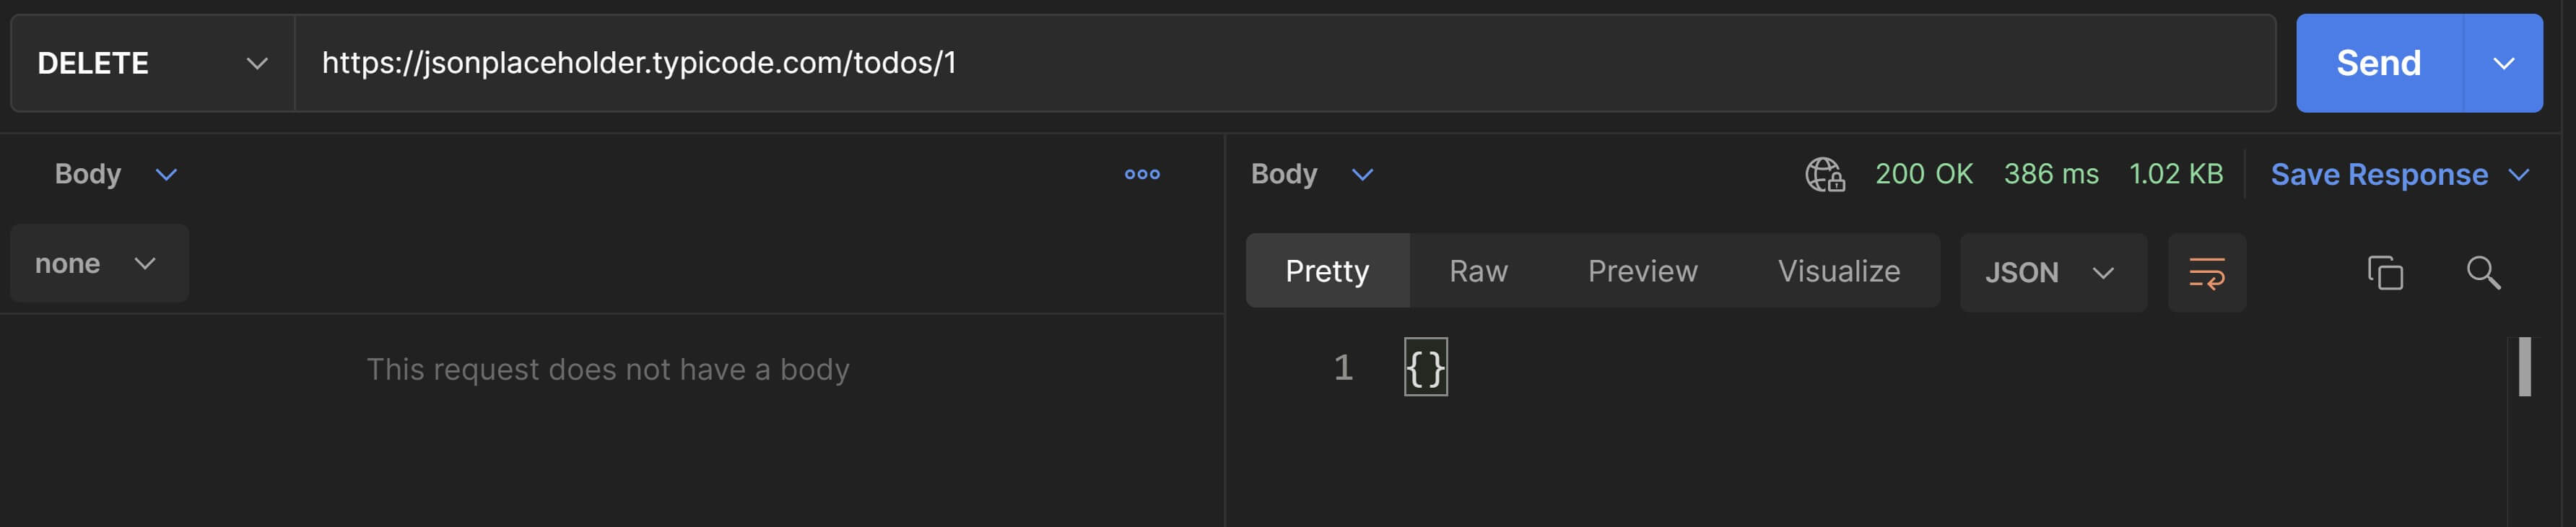 DELETE https://jsonplaceholder.typicode.com/todos/1 Send
Body Body 200 OK 386 ms 1.02 KB Save Response
none Pretty Raw Preview Visualize JSON
This request does not have a body 1 {}